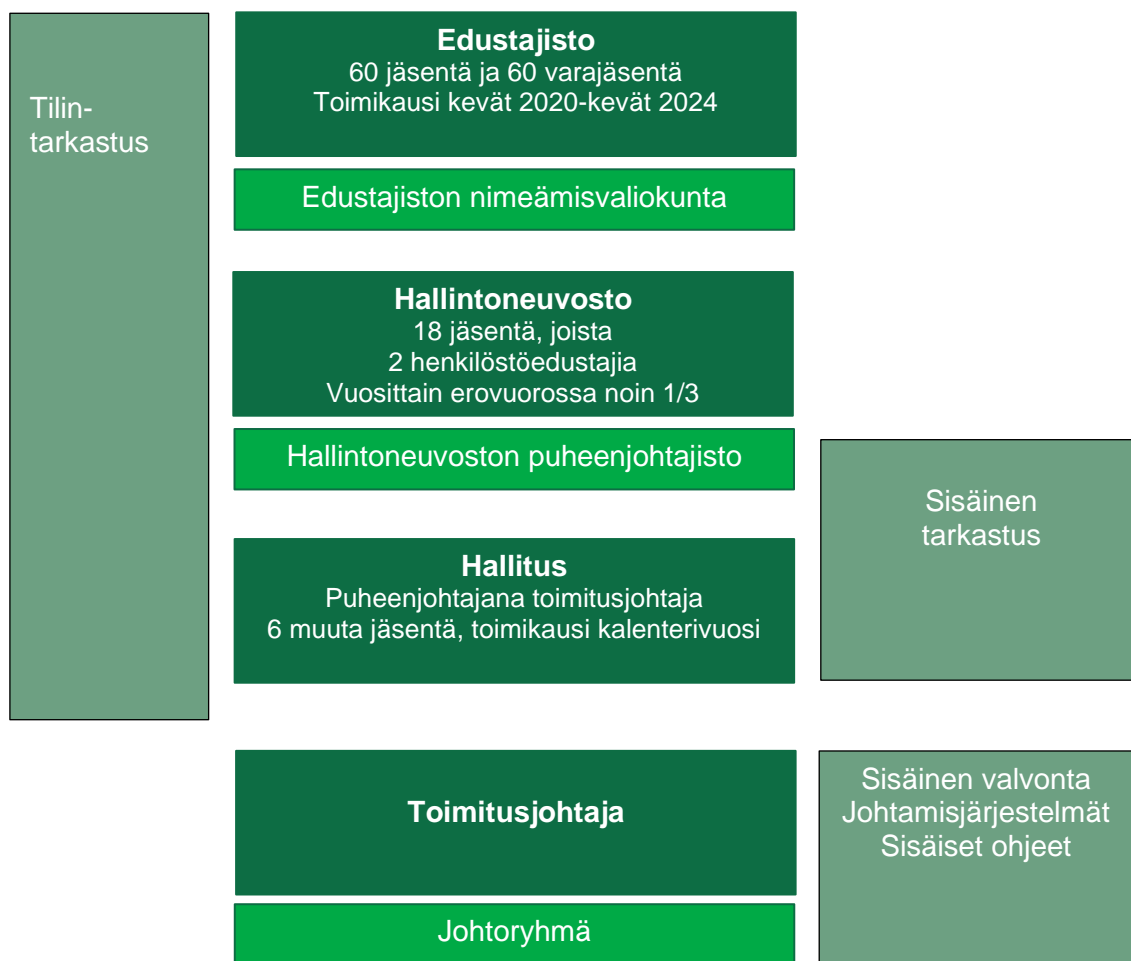 Tilin-
tarkastus
Edustajisto
60 jäsentä ja 60 varajäsentä
Toimikausi kevät 2020-kevät 2024
Edustajiston nimeämisvaliokunta
Hallintoneuvosto
18 jäsentä, joista
2 henkilöstöedustajia
Vuosittain erovuorossa noin 1/3
Hallintoneuvoston puheenjohtajisto
Sisäinen
tarkastus
Hallitus
Puheenjohtajana toimitusjohtaja
6 muuta jäsentä, toimikausi kalenterivuosi
Toimitusjohtaja
Sisäinen valvonta
Johtamisjärjestelmät
Sisäiset ohjeet
Johtoryhmä